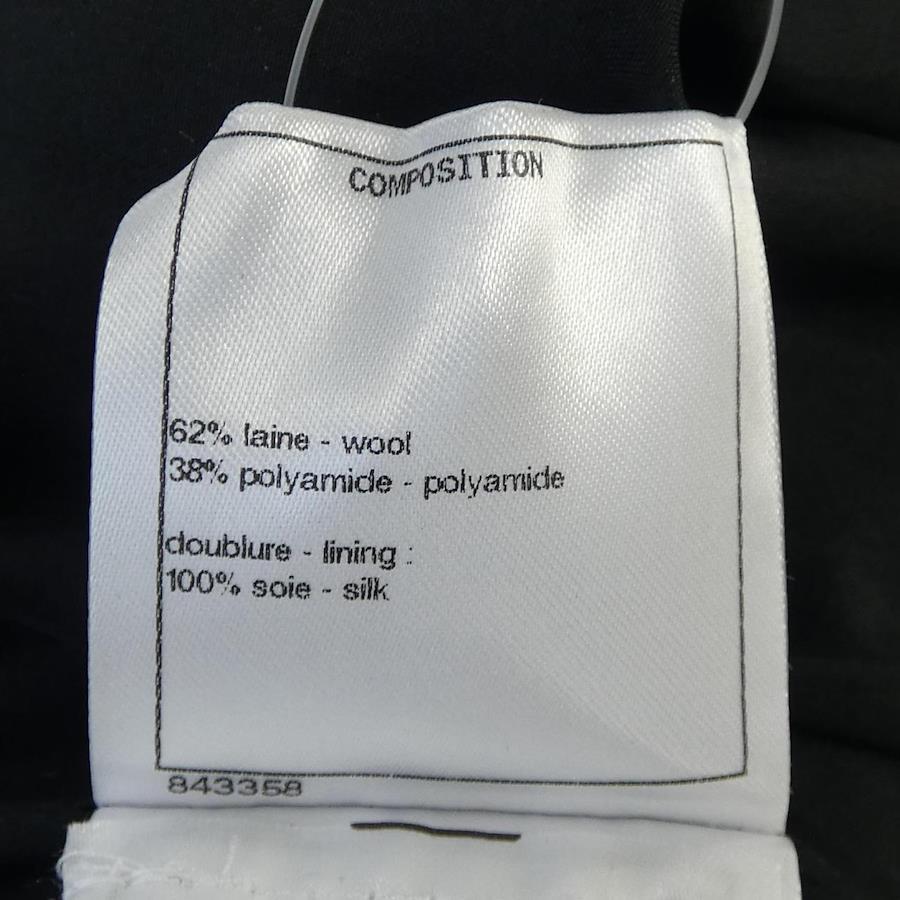 COMPOSITION
62% laine - wool
38% polyamide - polyamide
doublure - lining :
100% soie - silk
843358